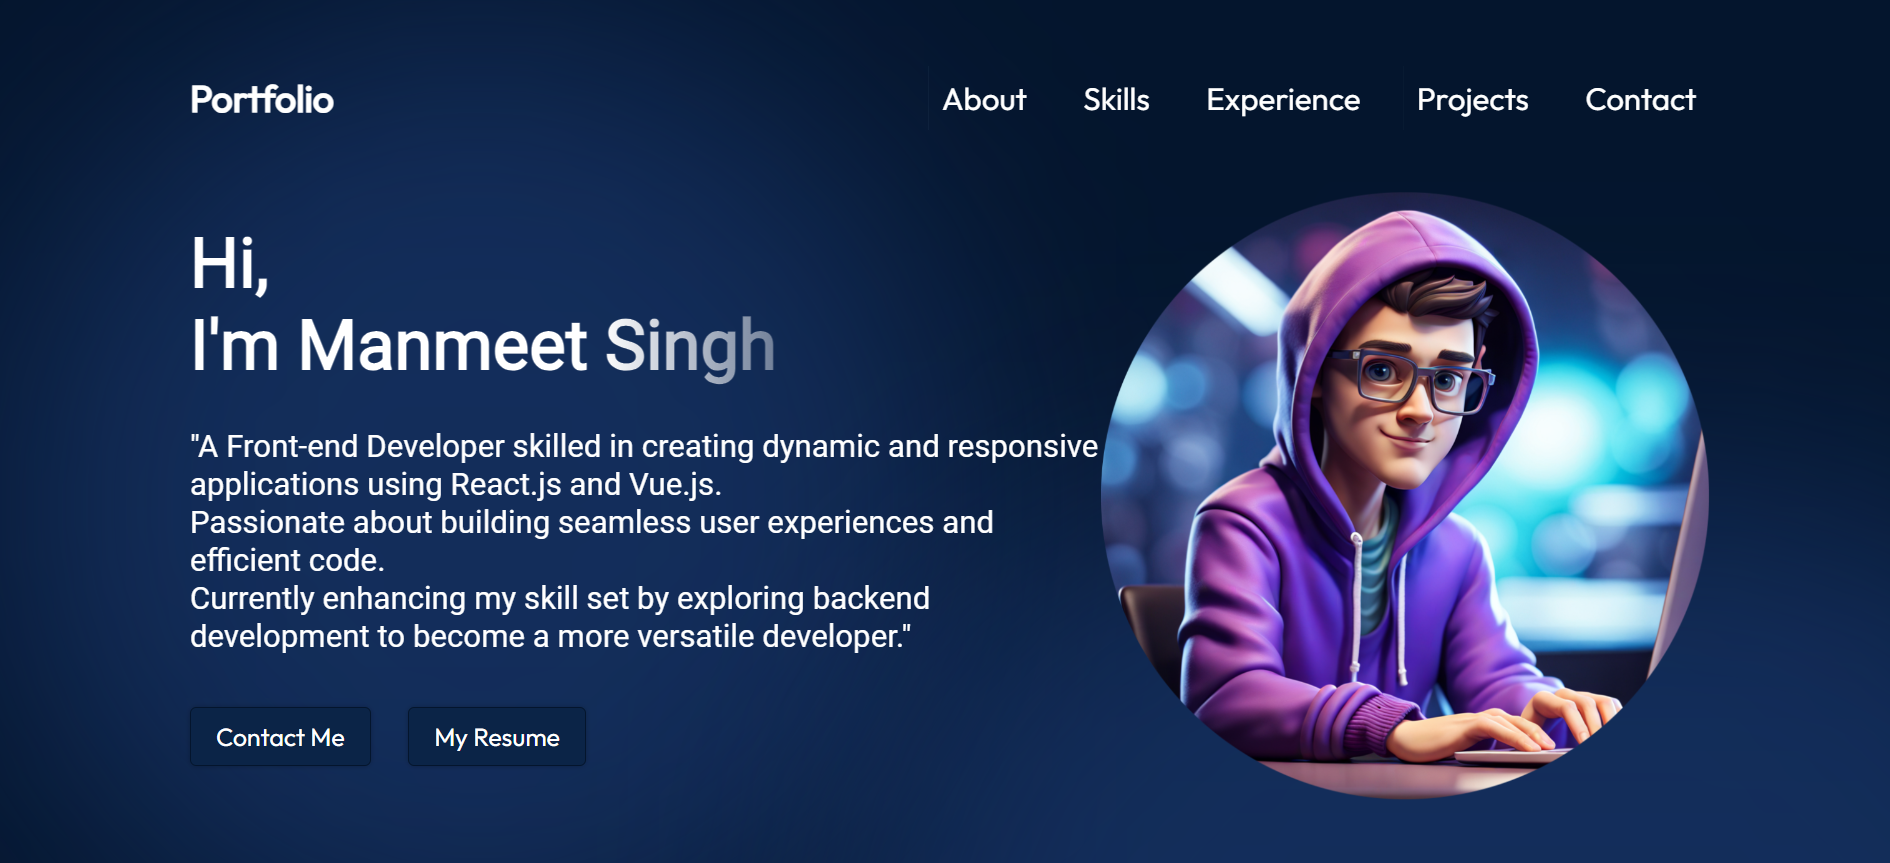 Portfolio
About Skills Experience Projects Contact
Hi,
I'm Manmeet Singh
"A Front-end Developer skilled in creating dynamic and responsive
applications using React.js and Vue.js.
Passionate about building seamless user experiences and
efficient code.
Currently enhancing my skill set by exploring backend
development to become a more versatile developer."
Contact Me
My Resume